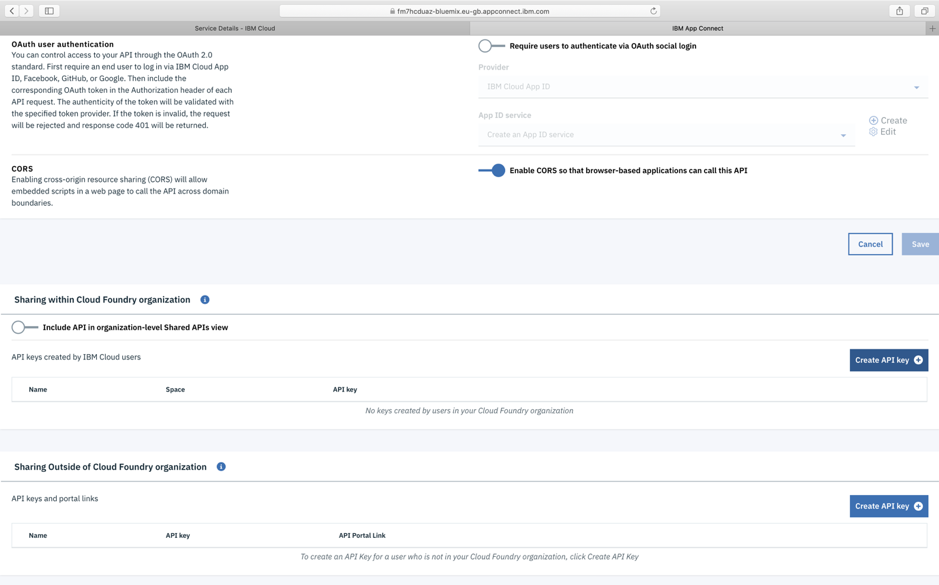 fm7hcduaz-bluemix.eu-gb.appconnect.ibm.com
Service Details - IBM Cloud
IBM App Connect
OAuth user authentication
You can control access to your API through the OAuth 2.0
standard. First require an end user to log in via IBM Cloud App
ID, Facebook, GitHub, or Google. Then include the
corresponding OAuth token in the Authorization header of each
API request. The authenticity of the token will be validated with
the specified token provider. If the token is invalid, the request
will be rejected and response code 401 will be returned.
Require users to authenticate via OAuth social login
Provider
IBM Cloud App ID
App ID service
Create an App ID service
Create
Edit
CORS
Enabling cross-origin resource sharing (CORS) will allow
embedded scripts in a web page to call the API across domain
boundaries.
Enable CORS so that browser-based applications can call this API
Cancel
Save
Sharing within Cloud Foundry organization
Include API in organization-level Shared APIs view
API keys created by IBM Cloud users
Create API key
Name Space API key
No keys created by users in your Cloud Foundry organization
Sharing Outside of Cloud Foundry organization
API keys and portal links
Create API key
Name API key API Portal Link
To create an API Key for a user who is not in your Cloud Foundry organization, click Create API Key